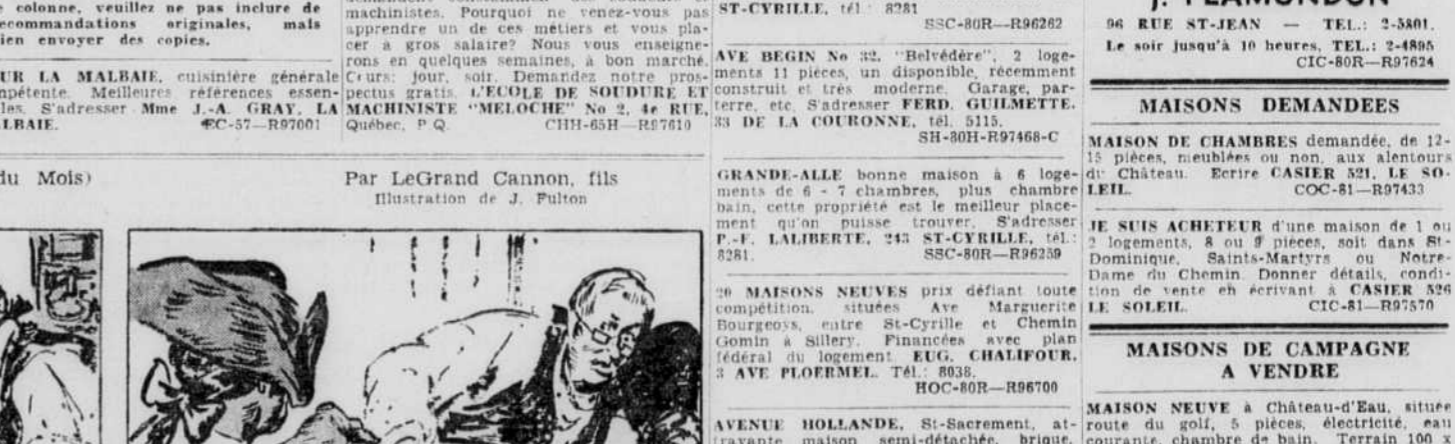 colonne, veuillez ne pas inclure de
ecommandations originales, mais
ien envoyer des copies.
UR LA MALBAIE, cuisinière générale
mpétente. Meilleures références essen-
les. S'adresser Mme J.-A. GRAY, LA
LBAIE. EC-57—R97001
machinistes. Pourquoi ne venez-vous pas
apprendre un de ces métiers et vous pla-
cer à gros salaire? Nous vous enseigne-
rons en quelques semaines, à bon marché.
Cours: jour, soir. Demandez notre pros-
pectus gratis. L'ECOLE DE SOUDURE ET
MACHINISTE "MELOCHE" No 2, 4e RUE,
Québec, P.Q. CHH-65H—R97610
du Mois)
Par LeGrand Cannon, fils
Illustration de J. Fulton
ST-CYRILLE, tél.: 8281
SSC-80R—R96262
AVE BEGIN No 32, "Belvédère", 2 loge-
ments 11 pièces, un disponible, récemment
construit et très moderne. Garage, par-
terre, etc. S'adresser FERD. GUILMETTE,
33 DE LA COURONNE, tél. 5115.
SH-80H-R97468-C
GRANDE-ALLE bonne maison à 6 loge-
ments de 6 - 7 chambres, plus chambre
bain, cette propriété est le meilleur place-
ment qu'on puisse trouver. S'adresser
P.-E. LALIBERTE, 243 ST-CYRILLE, tél.:
8281. SSC-80R—R96259
20 MAISONS NEUVES prix défiant toute
compétition, situées Ave Marguerite
Bourgeoys, entre St-Cyrille et Chemin
Gomin à Sillery. Financées avec plan
fédéral du logement. EUG. CHALIFOUR,
3 AVE PLOERMEL. Tél.: 8038.
HOC-80R—R96700
AVENUE HOLLANDE, St-Sacrement, at-
trayante maison semi-détachée, brique,
J. PLAMONDON
96 RUE ST-JEAN — TEL.: 2-5801.
Le soir jusqu'à 10 heures, TEL.: 2-4895
CIC-80R—R97624
MAISONS DEMANDEES
MAISON DE CHAMBRES demandée, de 12-
15 pièces, meublées ou non, aux alentours
du Château. Ecrire CASIER 521, LE SO-
LEIL. COC-81—R97433
JE SUIS ACHETEUR d'une maison de 1 ou
2 logements, 8 ou 9 pièces, soit dans St-
Dominique, Saints-Martyrs ou Notre-
Dame du Chemin. Donner détails, condi-
tion de vente en écrivant à CASIER 526
LE SOLEIL. CIC-81—R97570
MAISONS DE CAMPAGNE
A VENDRE
MAISON NEUVE à Château-d'Eau, située
route du golf, 5 pièces, électricité, eau
courante, chambre de bain. Terrain 100